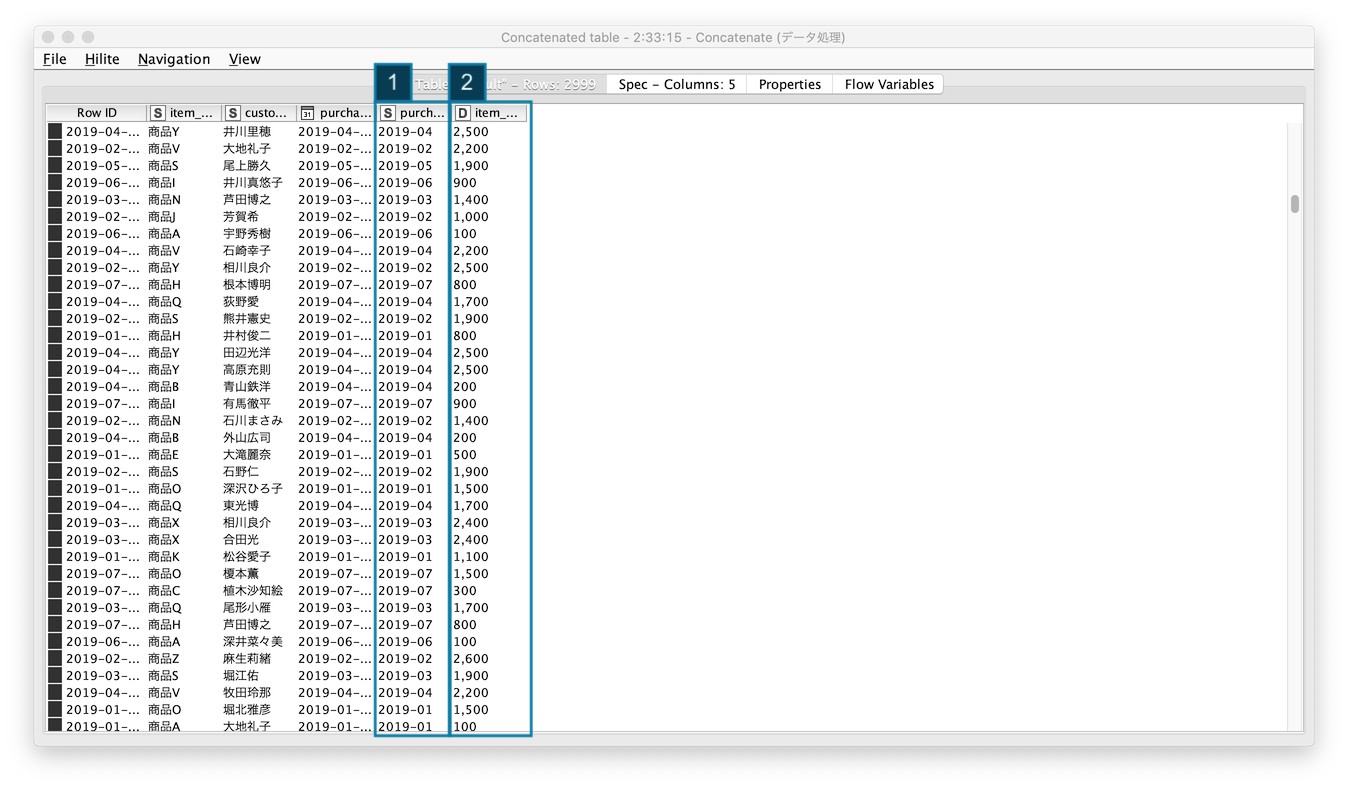 Concatenated table - 2:33:15 - Concatenate (データ処理)
File Hilite Navigation View
1 2 Rows: 2999 Spec – Columns: 5 Properties Flow Variables
Row ID S item_... S custo... 31 purcha... S purch... D item_...
2019-04-... 商品Y 井川里穂 2019-04-... 2019-04 2,500
2019-02-... 商品V 大地礼子 2019-02-... 2019-02 2,200
2019-05-... 商品S 尾上勝久 2019-05-... 2019-05 1,900
2019-06-... 商品I 井川真悠子 2019-06-... 2019-06 900
2019-03-... 商品N 芦田博之 2019-03-... 2019-03 1,400
2019-02-... 商品J 芳賀希 2019-02-... 2019-02 1,000
2019-06-... 商品A 宇野秀樹 2019-06-... 2019-06 100
2019-04-... 商品V 石崎幸子 2019-04-... 2019-04 2,200
2019-02-... 商品Y 相川良介 2019-02-... 2019-02 2,500
2019-07-... 商品H 根本博明 2019-07-... 2019-07 800
2019-04-... 商品Q 荻野愛 2019-04-... 2019-04 1,700
2019-02-... 商品S 熊井憲史 2019-02-... 2019-02 1,900
2019-01-... 商品H 井村俊二 2019-01-... 2019-01 800
2019-04-... 商品Y 田辺光洋 2019-04-... 2019-04 2,500
2019-04-... 商品Y 高原充則 2019-04-... 2019-04 2,500
2019-04-... 商品B 青山鉄洋 2019-04-... 2019-04 200
2019-07-... 商品I 有馬徹平 2019-07-... 2019-07 900
2019-02-... 商品N 石川まさみ 2019-02-... 2019-02 1,400
2019-04-... 商品B 外山広司 2019-04-... 2019-04 200
2019-01-... 商品E 大滝麗奈 2019-01-... 2019-01 500
2019-02-... 商品S 石野仁 2019-02-... 2019-02 1,900
2019-01-... 商品O 深沢ひろ子 2019-01-... 2019-01 1,500
2019-04-... 商品Q 東光博 2019-04-... 2019-04 1,700
2019-03-... 商品X 相川良介 2019-03-... 2019-03 2,400
2019-03-... 商品X 合田光 2019-03-... 2019-03 2,400
2019-01-... 商品K 松谷愛子 2019-01-... 2019-01 1,100
2019-07-... 商品O 榎本薫 2019-07-... 2019-07 1,500
2019-07-... 商品C 植木沙知絵 2019-07-... 2019-07 300
2019-03-... 商品Q 尾形小雁 2019-03-... 2019-03 1,700
2019-07-... 商品H 芦田博之 2019-07-... 2019-07 800
2019-06-... 商品A 深井菜々美 2019-06-... 2019-06 100
2019-02-... 商品Z 麻生莉緒 2019-02-... 2019-02 2,600
2019-03-... 商品S 堀江佑 2019-03-... 2019-03 1,900
2019-04-... 商品V 牧田玲那 2019-04-... 2019-04 2,200
2019-01-... 商品O 堀北雅彦 2019-01-... 2019-01 1,500
2019-01-... 商品A 大地礼子 2019-01-... 2019-01 100